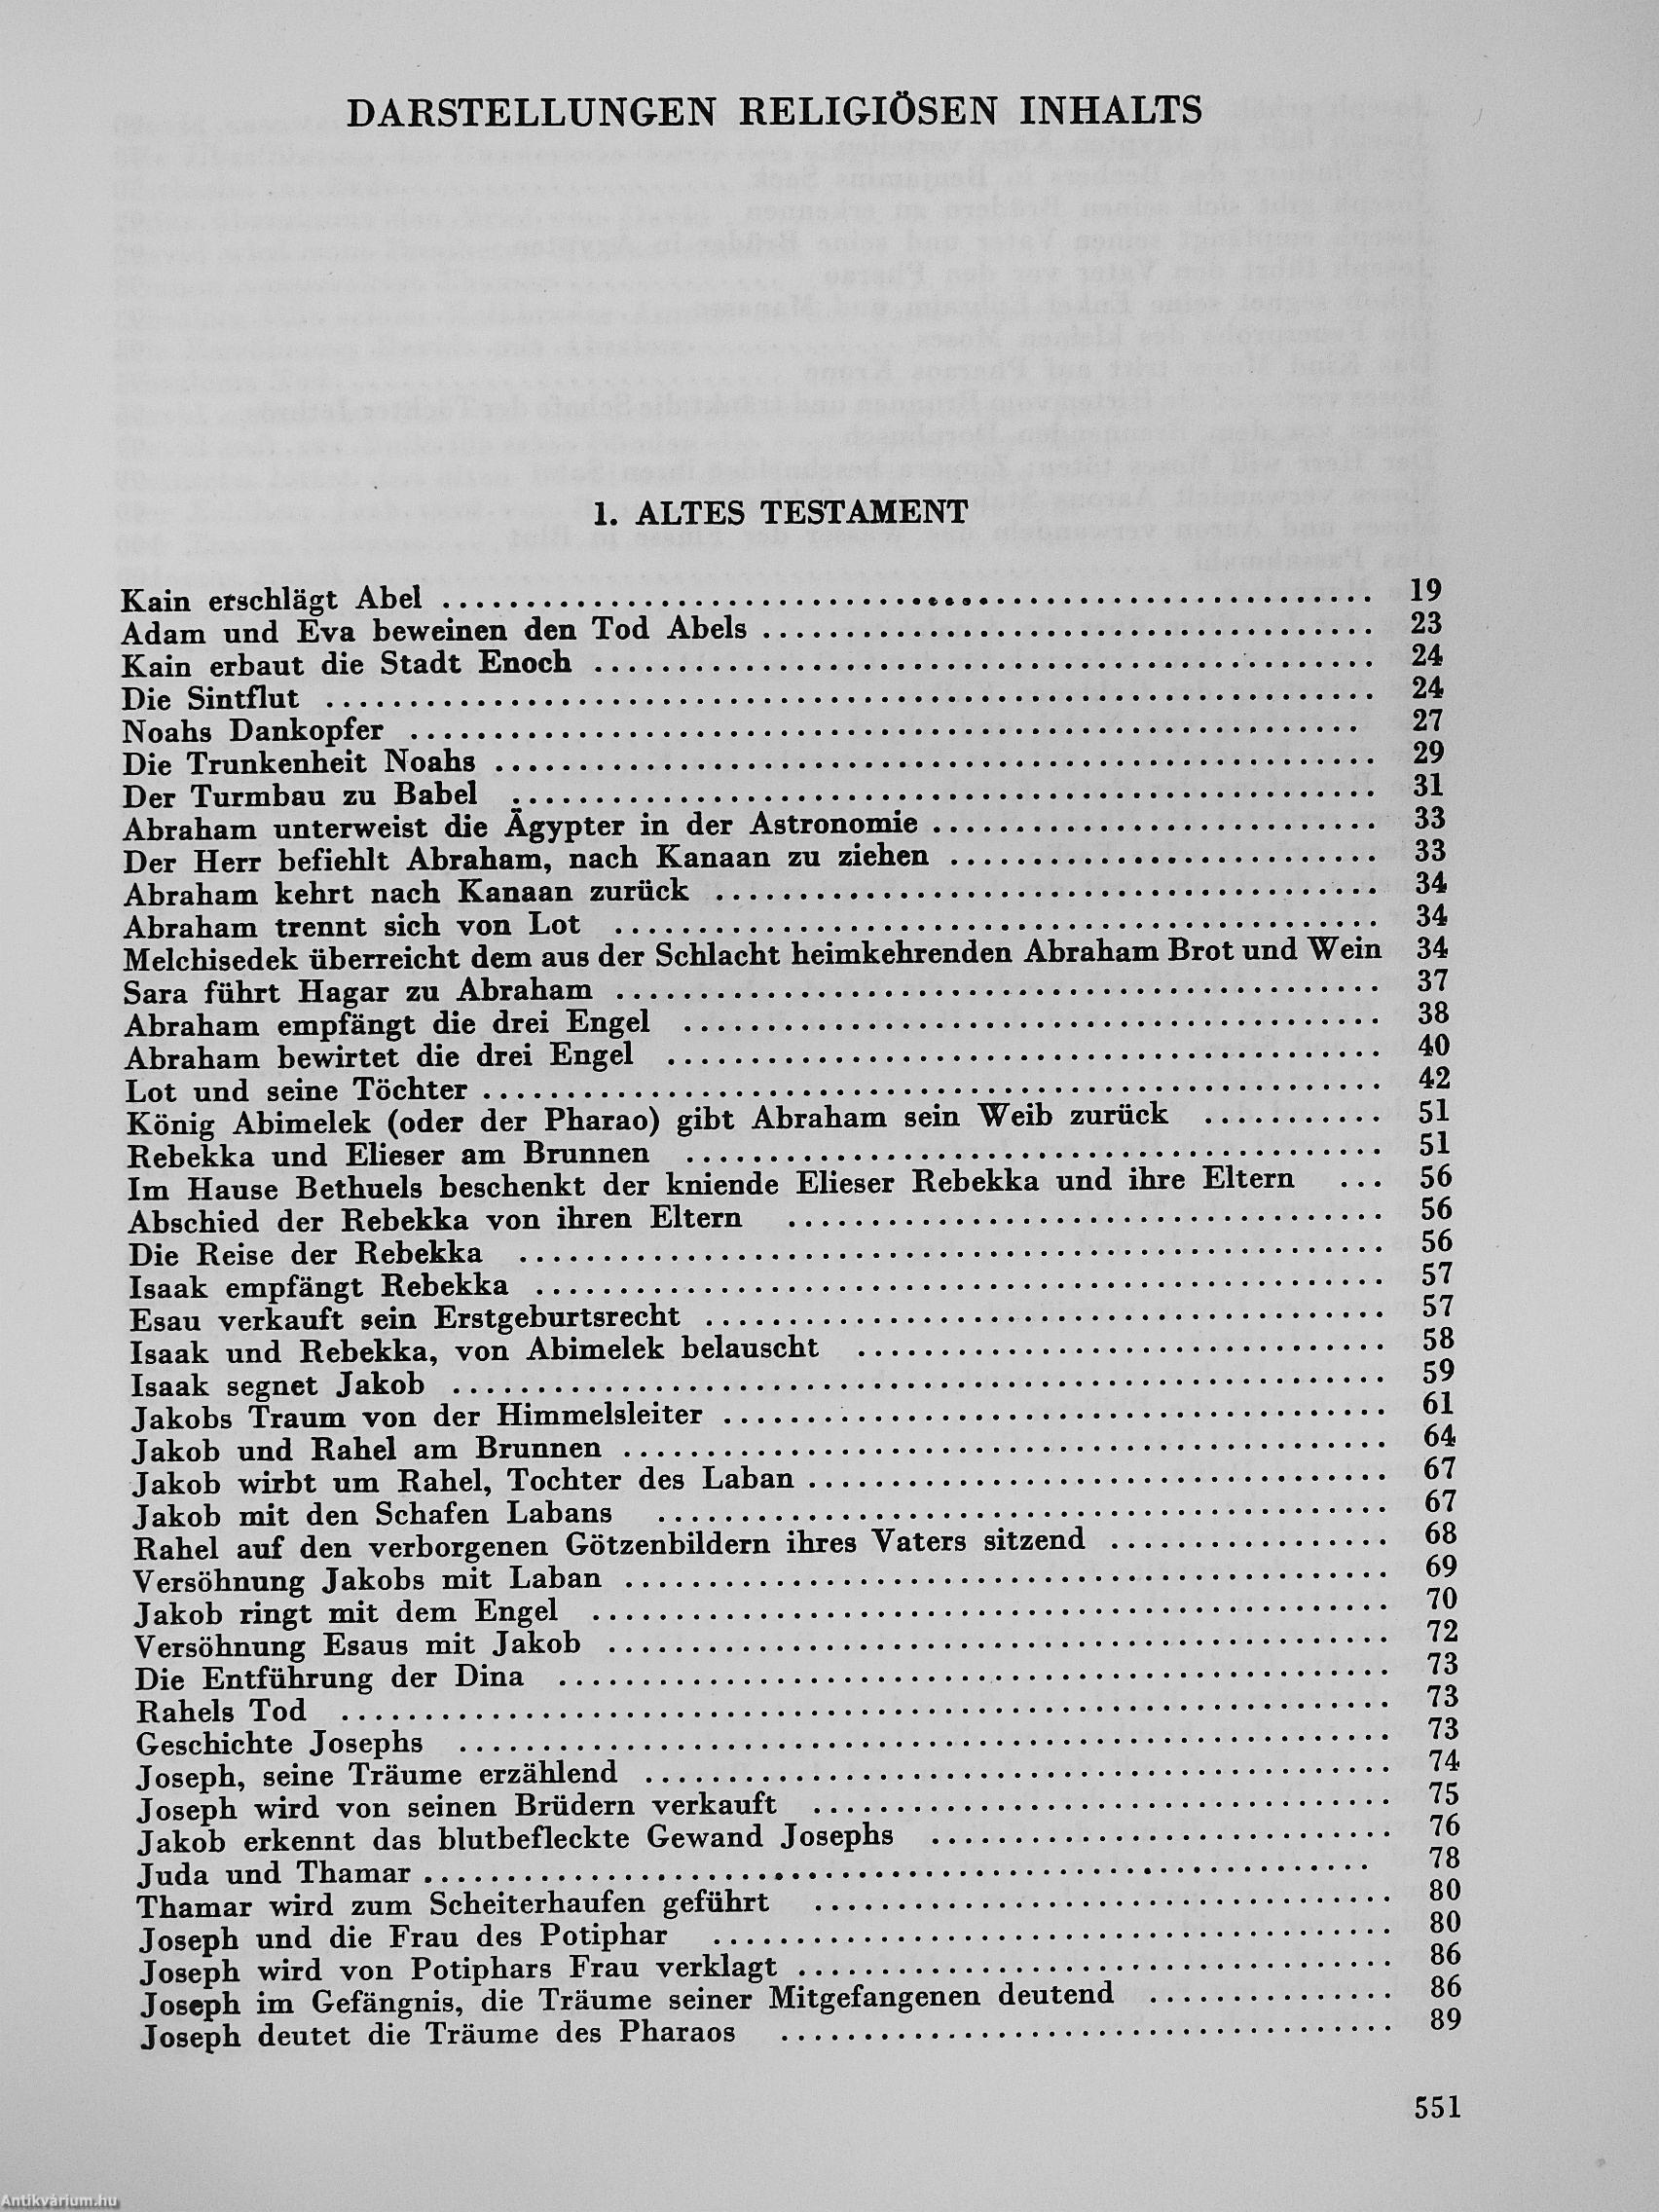 DARSTELLUNGEN RELIGIÖSEN INHALTS
1. ALTES TESTAMENT
Kain erschlägt Abel ........ 19
Adam und Eva beweinen den Tod Abels ........ 23
Kain erbaut die Stadt Enoch ........ 24
Die Sintflut ........ 24
Noahs Dankopfer ........ 27
Die Trunkenheit Noahs ........ 29
Der Turmbau zu Babel ........ 31
Abraham unterweist die Ägypter in der Astronomie ........ 33
Der Herr befiehlt Abraham, nach Kanaan zu ziehen ........ 33
Abraham kehrt nach Kanaan zurück ........ 34
Abraham trennt sich von Lot ........ 34
Melchisedek überreicht dem aus der Schlacht heimkehrenden Abraham Brot und Wein 34
Sara führt Hagar zu Abraham ........ 37
Abraham empfängt die drei Engel ........ 38
Abraham bewirtet die drei Engel ........ 40
Lot und seine Töchter ........ 42
König Abimelek (oder der Pharao) gibt Abraham sein Weib zurück ........ 51
Rebekka und Elieser am Brunnen ........ 51
Im Hause Bethuels beschenkt der kniende Elieser Rebekka und ihre Eltern ... 56
Abschied der Rebekka von ihren Eltern ........ 56
Die Reise der Rebekka ........ 56
Isaak empfängt Rebekka ........ 57
Esau verkauft sein Erstgeburtsrecht ........ 57
Isaak und Rebekka, von Abimelek belauscht ........ 58
Isaak segnet Jakob ........ 59
Jakobs Traum von der Himmelsleiter ........ 61
Jakob und Rahel am Brunnen ........ 64
Jakob wirbt um Rahel, Tochter des Laban ........ 67
Jakob mit den Schafen Labans ........ 67
Rahel auf den verborgenen Götzenbildern ihres Vaters sitzend ........ 68
Versöhnung Jakobs mit Laban ........ 69
Jakob ringt mit dem Engel ........ 70
Versöhnung Esaus mit Jakob ........ 72
Die Entführung der Dina ........ 73
Rahels Tod ........ 73
Geschichte Josephs ........ 73
Joseph, seine Träume erzählend ........ 74
Joseph wird von seinen Brüdern verkauft ........ 75
Jakob erkennt das blutbefleckte Gewand Josephs ........ 76
Juda und Thamar ........ 78
Thamar wird zum Scheiterhaufen geführt ........ 80
Joseph und die Frau des Potiphar ........ 80
Joseph wird von Potiphars Frau verklagt ........ 86
Joseph im Gefängnis, die Träume seiner Mitgefangenen deutend ........ 86
Joseph deutet die Träume des Pharaos ........ 89
551
Antikvárium.hu